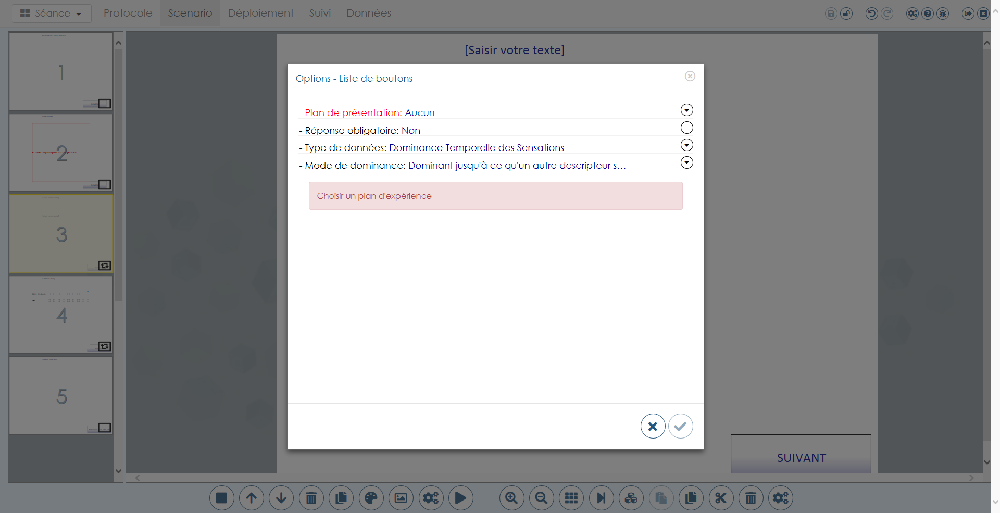 Séance
Protocole
Scenario
Déploiement
Suivi
Données
1
2
3
4
5
[Saisir votre texte]
Options - Liste de boutons
- Plan de présentation: Aucun
- Réponse obligatoire: Non
- Type de données: Dominance Temporelle des Sensations
- Mode de dominance: Dominant jusqu'à ce qu'un autre descripteur s...
Choisir un plan d'expérience
SUIVANT